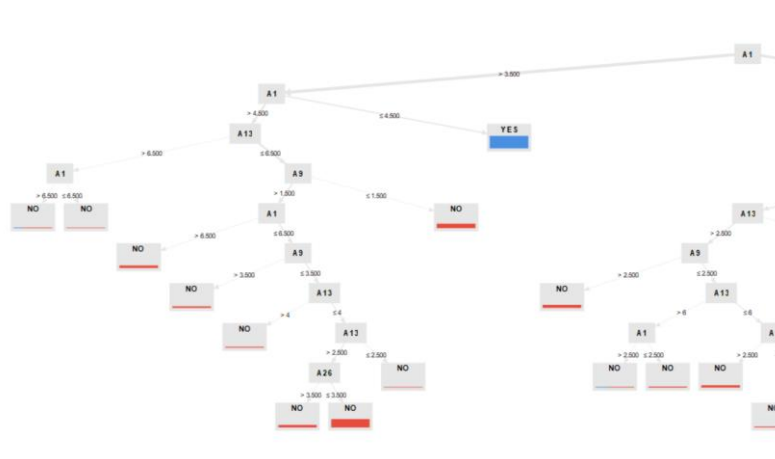 A1
> 3.500
A1
> 4.500
≤ 4.500
YES
A13
> 6.500
≤ 6.500
A1
A9
> 6.500 ≤ 6.500
> 1.500
≤ 1.500
NO
NO
A1
NO
A13
> 6.500
≤ 6.500
> 2.500
NO
A9
A9
> 3.500
≤ 3.500
> 2.500
≤ 2.500
NO
A13
NO
A13
> 4
≤ 4
> 6
≤ 6
NO
A13
A1
A
> 2.500
≤ 2.500
> 2.500 ≤ 2.500
> 2.500
A26
NO
NO
NO
NO
> 3.500 ≤ 3.500
NO
NO